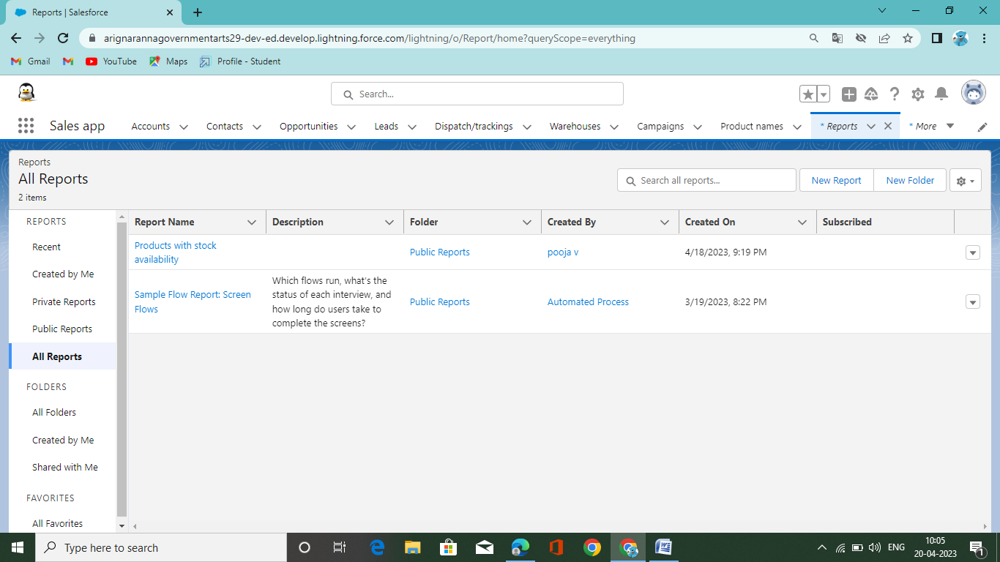 Reports | Salesforce
arignarannagovernmentarts29-dev-ed.develop.lightning.force.com/lightning/o/Report/home?queryScope=everything
Gmail YouTube Maps Profile - Student
Search...
Sales app Accounts Contacts Opportunities Leads Dispatch/trackings Warehouses Campaigns Product names * Reports * More
Reports
All Reports
2 items
Search all reports...
New Report New Folder
REPORTS
Recent
Created by Me
Private Reports
Public Reports
All Reports
FOLDERS
All Folders
Created by Me
Shared with Me
FAVORITES
All Favorites
Report Name Description Folder Created By Created On Subscribed
Products with stock
availability
Public Reports pooja v 4/18/2023, 9:19 PM
Sample Flow Report: Screen
Flows
Which flows run, what's the
status of each interview, and
how long do users take to
complete the screens?
Public Reports Automated Process 3/19/2023, 8:22 PM
Type here to search
ENG
10:05
20-04-2023
1